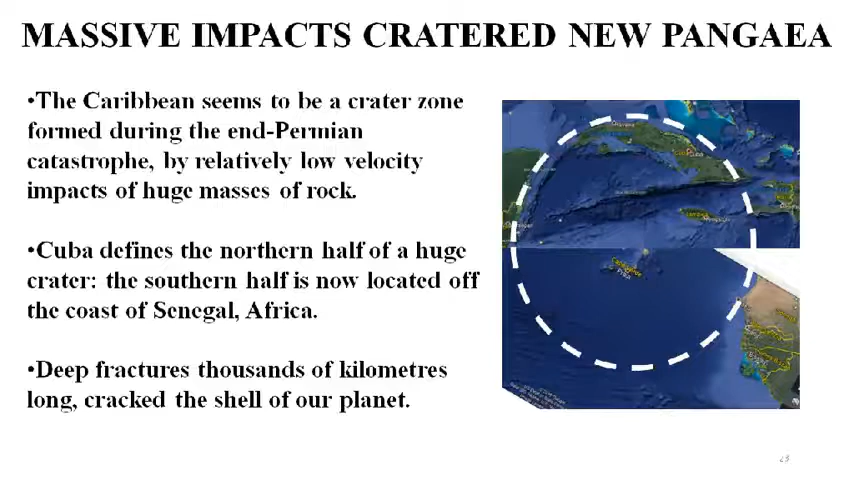 MASSIVE IMPACTS CRATERED NEW PANGAEA
•The Caribbean seems to be a crater zone
formed during the end-Permian
catastrophe, by relatively low velocity
impacts of huge masses of rock.
•Cuba defines the northern half of a huge
crater: the southern half is now located off
the coast of Senegal, Africa.
•Deep fractures thousands of kilometres
long, cracked the shell of our planet.
23